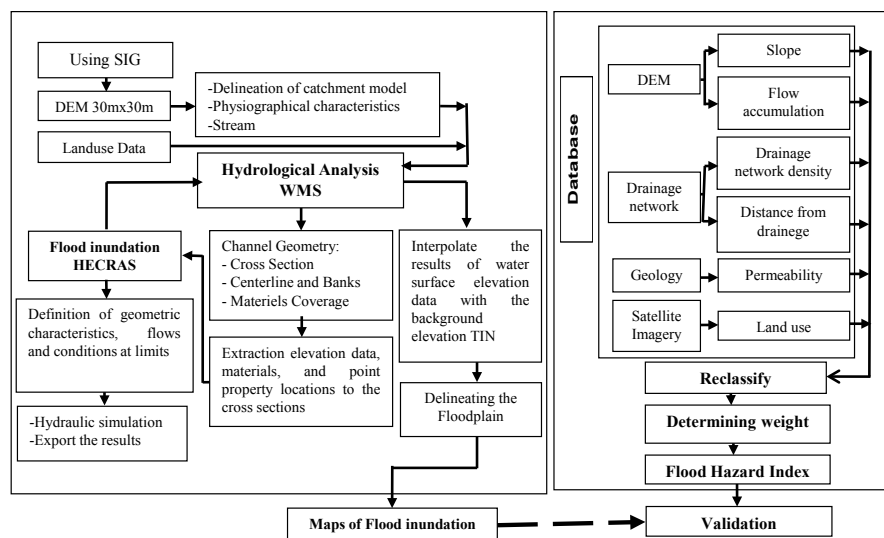 Using SIG
DEM 30mx30m
-Delineation of catchment model
-Physiographical characteristics
-Stream
Landuse Data
Hydrological Analysis
WMS
Flood inundation
HECRAS
Channel Geometry:
- Cross Section
- Centerline and Banks
- Materiels Coverage
Interpolate the
results of water
surface elevation
data with the
background
elevation TIN
Definition of geometric
characteristics, flows
and conditions at limits
Extraction elevation data,
materials, and point
property locations to the
cross sections
-Hydraulic simulation
-Export the results
Delineating the
Floodplain
Maps of Flood inundation
Database
DEM
Slope
Flow
accumulation
Drainage
network
Drainage
network density
Distance from
drainege
Geology
Permeability
Satellite
Imagery
Land use
Reclassify
Determining weight
Flood Hazard Index
Validation